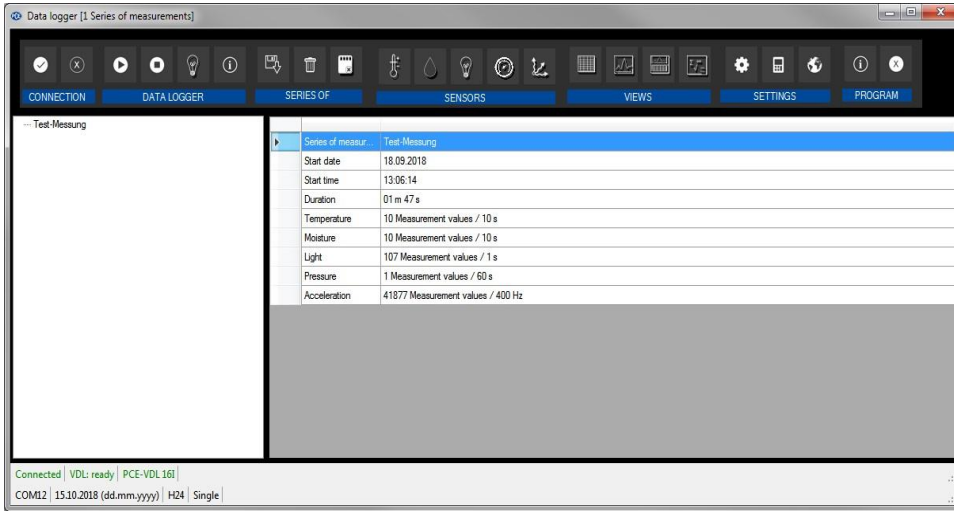 Data logger [1 Series of measurements]
CONNECTION DATA LOGGER SERIES OF SENSORS VIEWS SETTINGS PROGRAM
Test-Messung
Series of measur... Test-Messung
Start date 18.09.2018
Start time 13:06:14
Duration 01 m 47 s
Temperature 10 Measurement values / 10 s
Moisture 10 Measurement values / 10 s
Light 107 Measurement values / 1 s
Pressure 1 Measurement values / 60 s
Acceleration 41877 Measurement values / 400 Hz
Connected VDL: ready PCE-VDL 16I
COM12 15.10.2018 (dd.mm.yyyy) H24 Single